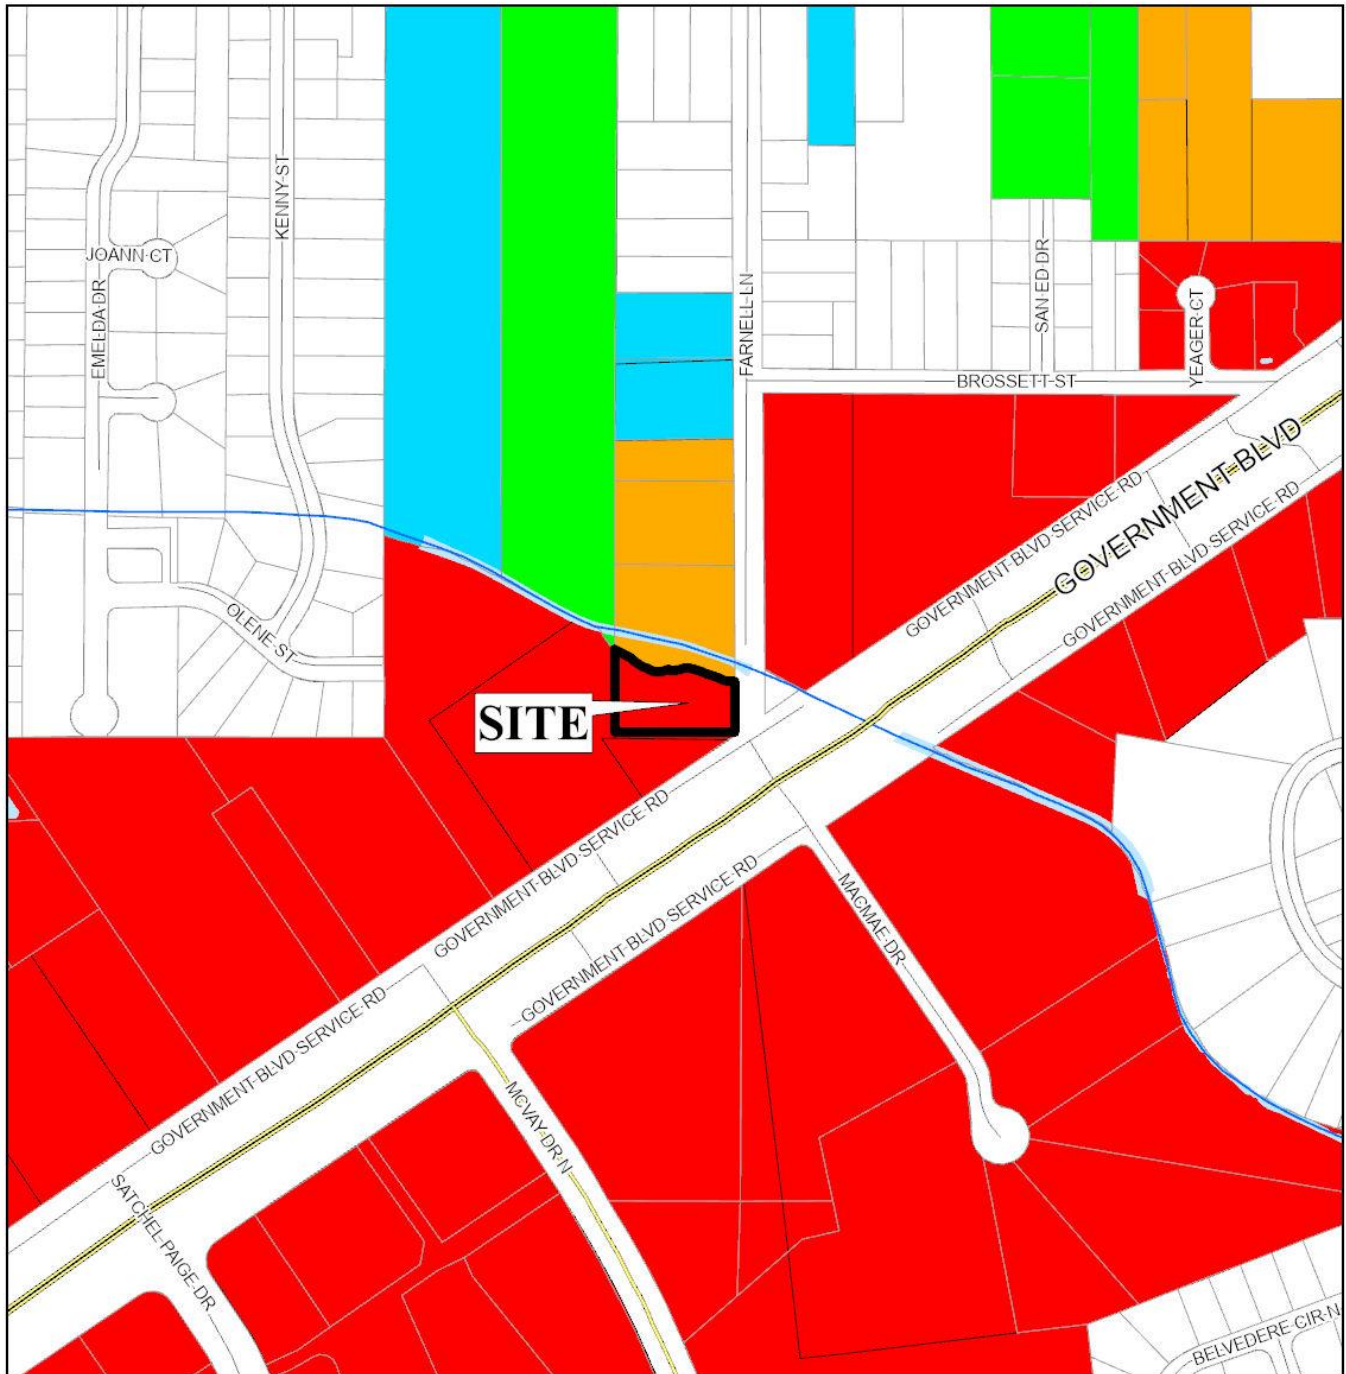 KENNY ST
JOANN CT
EMELDA DR
FARNELL LN
SAN ED DR
YEAGER CT
BROSSETT ST
GOVERNMENT BLVD
GOVERNMENT BLVD SERVICE RD
GOVERNMENT BLVD SERVICE RD
OLENE ST
SITE
GOVERNMENT BLVD SERVICE RD
GOVERNMENT BLVD SERVICE RD
MACMAE DR
GOVERNMENT BLVD SERVICE RD
MCVAY DR N
SATCHEL PAIGE DR
BELVEDERE CIR N